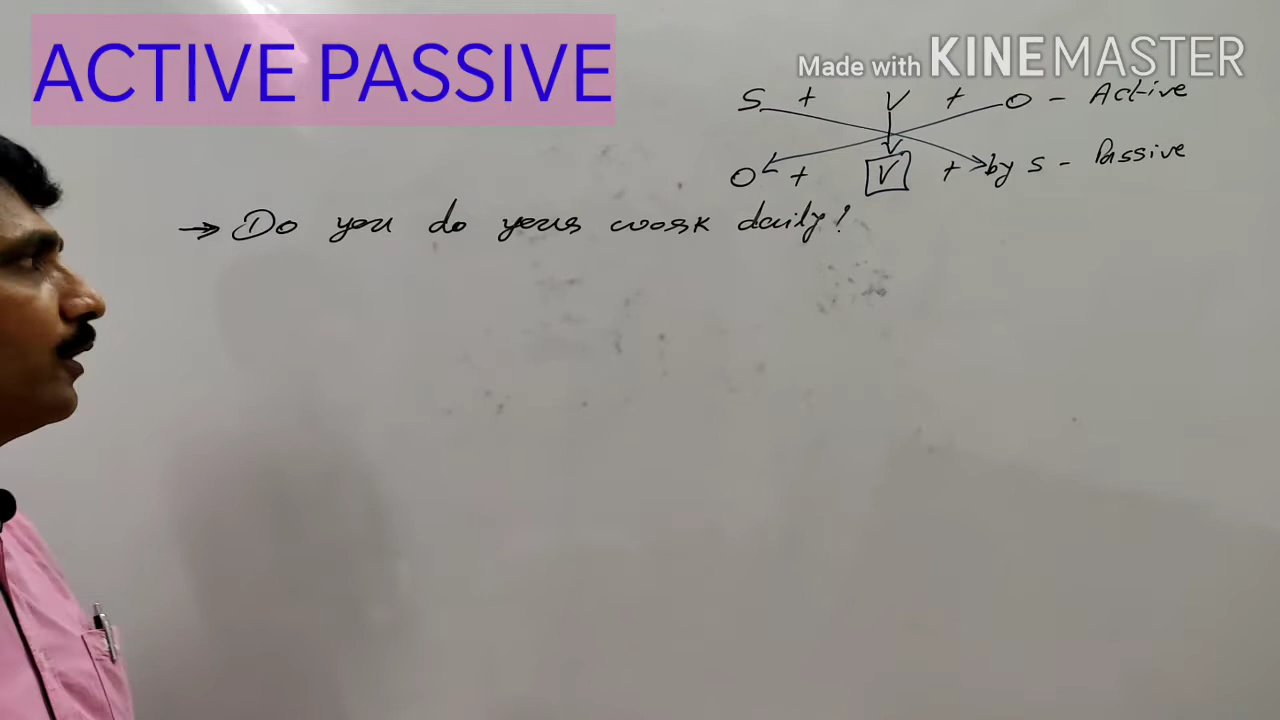 ACTIVE PASSIVE
Made with KINEMASTER
S + V + O - Active
O + V + by S - Passive
→ Do you do your work daily?